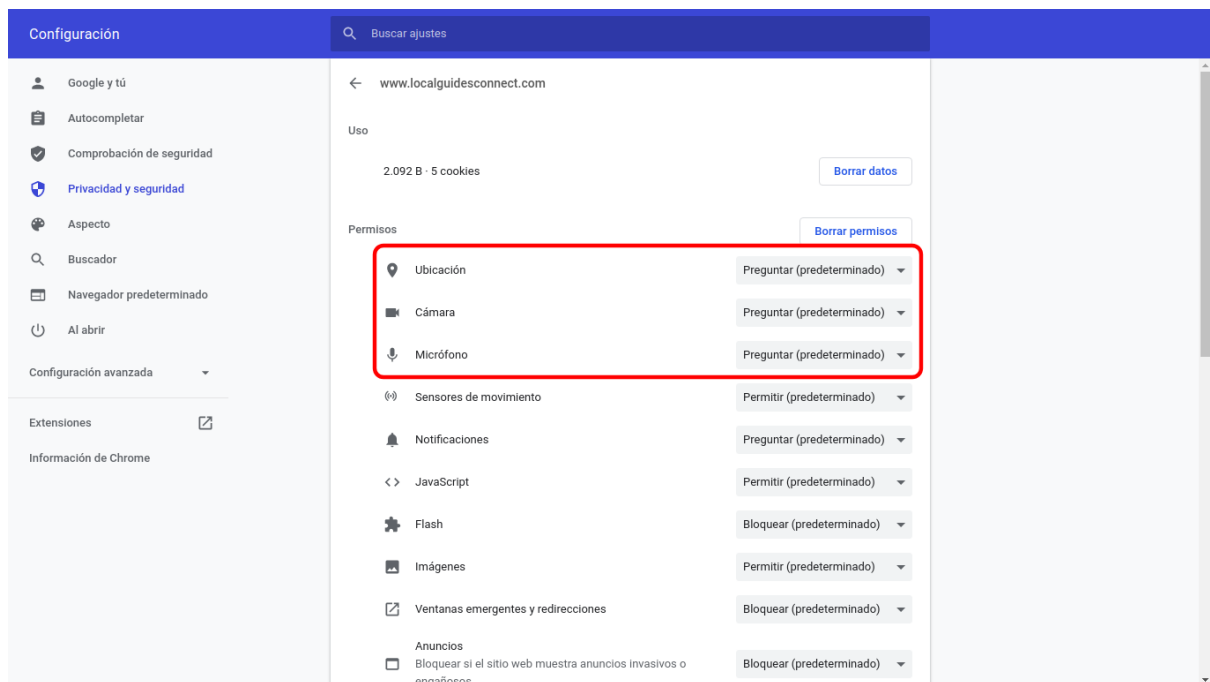 Configuración
Buscar ajustes
Google y tú
Autocompletar
Comprobación de seguridad
Privacidad y seguridad
Aspecto
Buscador
Navegador predeterminado
Al abrir
Configuración avanzada
Extensiones
Información de Chrome
www.localguidesconnect.com
Uso
2.092 B · 5 cookies
Borrar datos
Permisos
Borrar permisos
Ubicación
Preguntar (predeterminado)
Cámara
Preguntar (predeterminado)
Micrófono
Preguntar (predeterminado)
Sensores de movimiento
Permitir (predeterminado)
Notificaciones
Preguntar (predeterminado)
JavaScript
Permitir (predeterminado)
Flash
Bloquear (predeterminado)
Imágenes
Permitir (predeterminado)
Ventanas emergentes y redirecciones
Bloquear (predeterminado)
Anuncios
Bloquear si el sitio web muestra anuncios invasivos o
engañosos
Bloquear (predeterminado)